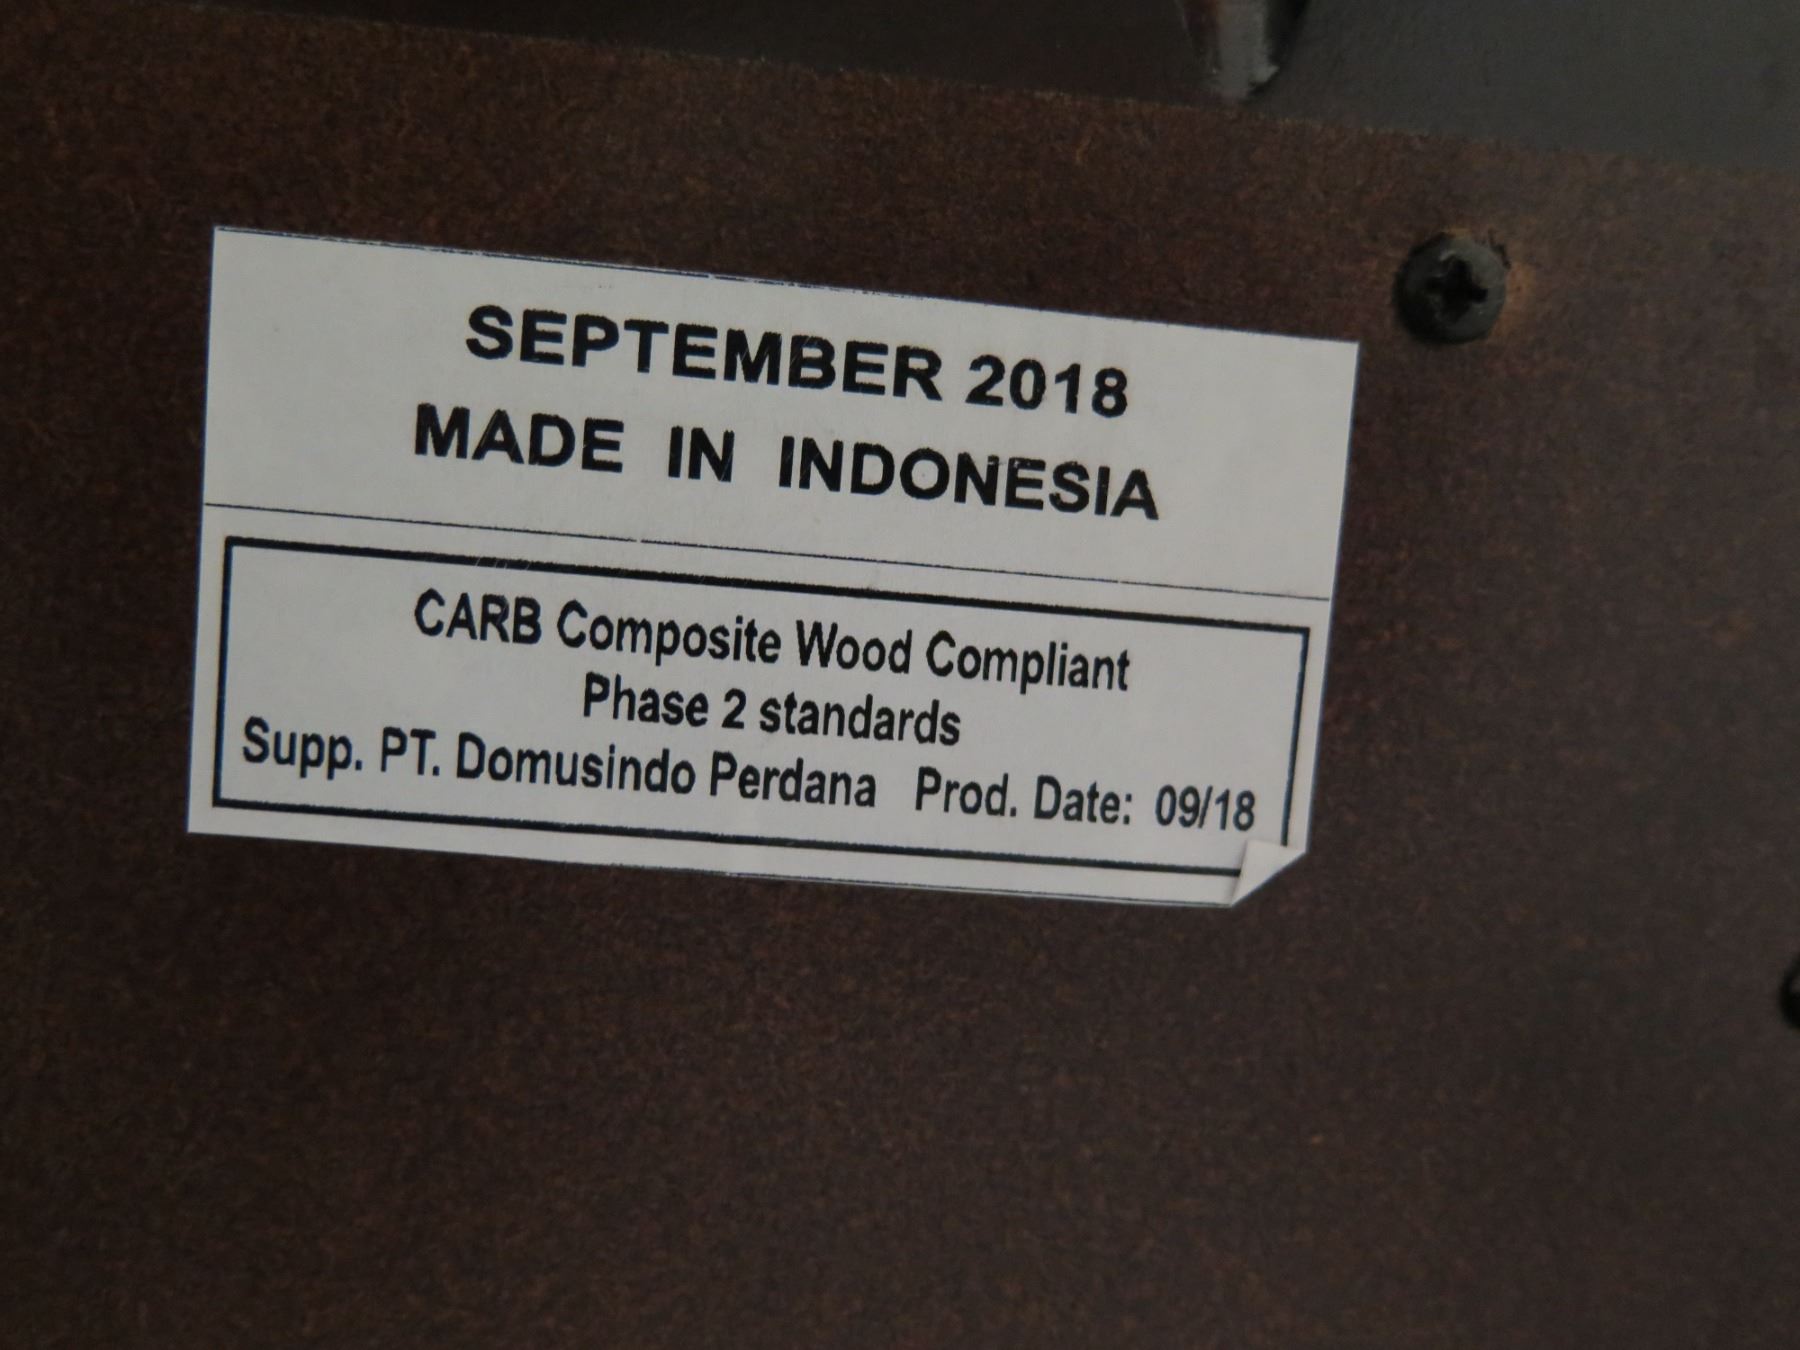 SEPTEMBER 2018
MADE IN INDONESIA
CARB Composite Wood Compliant
Phase 2 standards
Supp. PT. Domusindo Perdana Prod. Date: 09/18